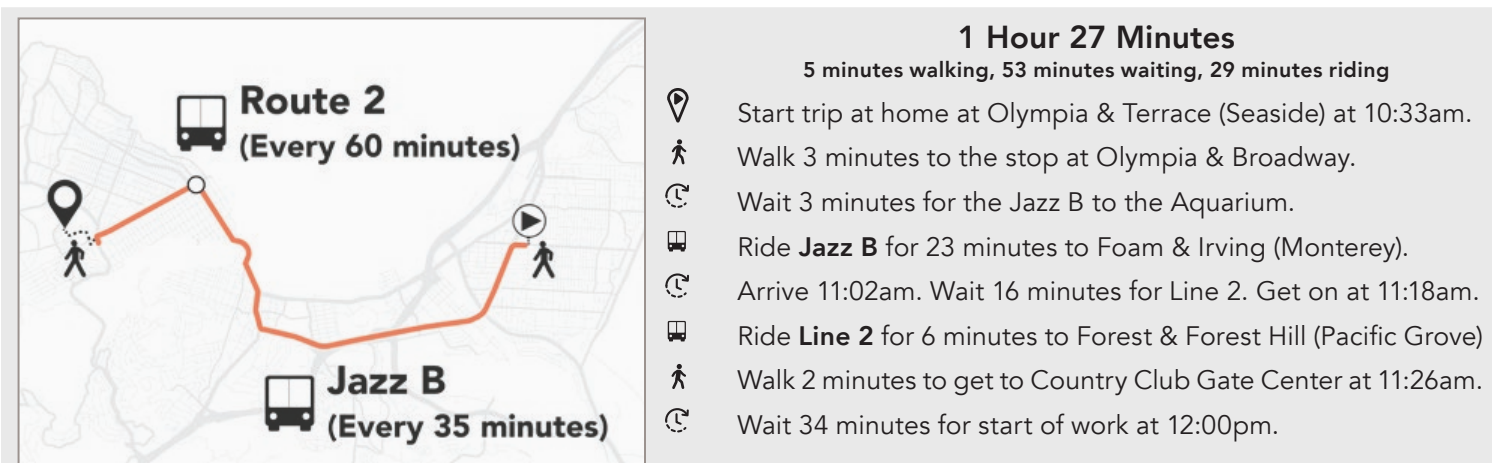 Route 2
(Every 60 minutes)
Jazz B
(Every 35 minutes)
1 Hour 27 Minutes
5 minutes walking, 53 minutes waiting, 29 minutes riding
Start trip at home at Olympia & Terrace (Seaside) at 10:33am.
Walk 3 minutes to the stop at Olympia & Broadway.
Wait 3 minutes for the Jazz B to the Aquarium.
Ride Jazz B for 23 minutes to Foam & Irving (Monterey).
Arrive 11:02am. Wait 16 minutes for Line 2. Get on at 11:18am.
Ride Line 2 for 6 minutes to Forest & Forest Hill (Pacific Grove)
Walk 2 minutes to get to Country Club Gate Center at 11:26am.
Wait 34 minutes for start of work at 12:00pm.